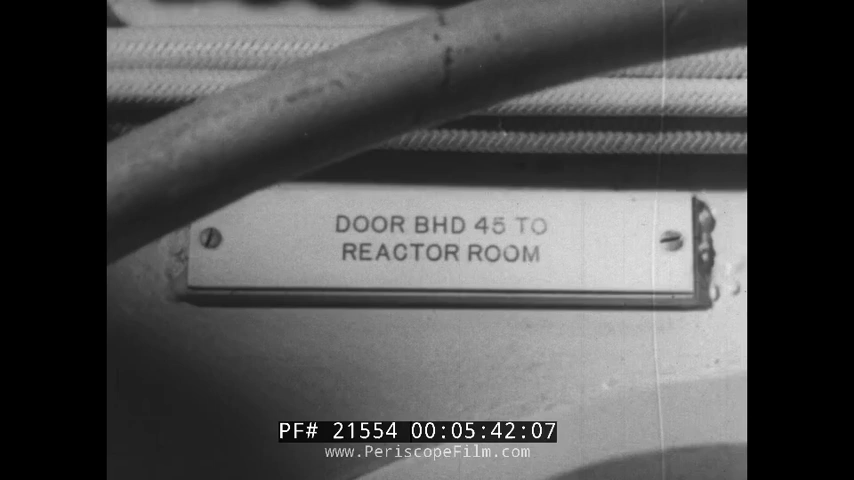 DOOR BHD 45 TO
REACTOR ROOM
PF# 21554 00:05:42:07
www.PeriscopeFilm.com